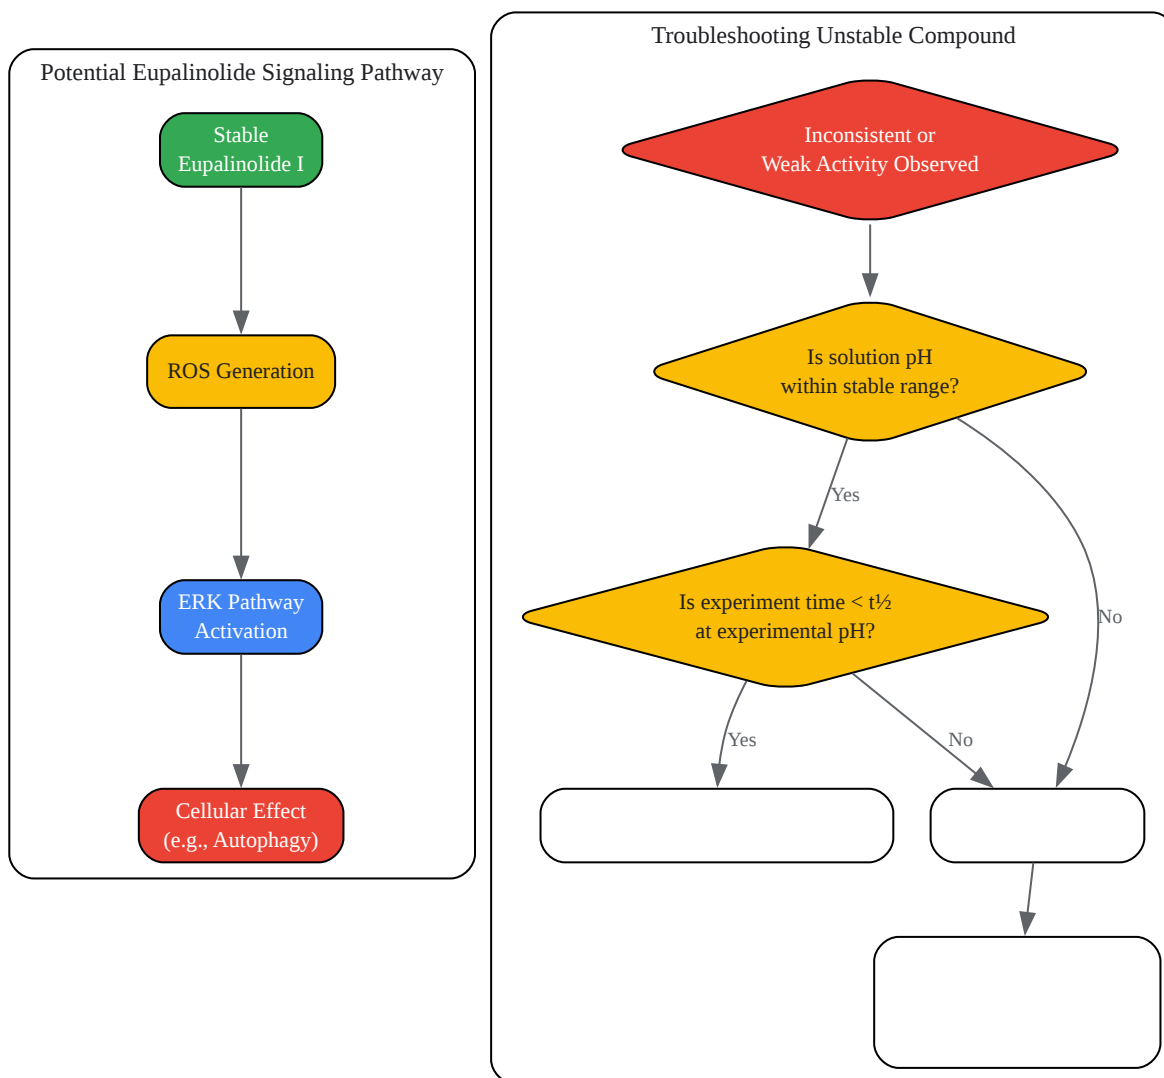 Potential Eupalinolide Signaling Pathway
Stable
Eupalinolide I
ROS Generation
ERK Pathway
Activation
Cellular Effect
(e.g., Autophagy)
Troubleshooting Unstable Compound
Inconsistent or
Weak Activity Observed
Is solution pH
within stable range?
Yes
No
Is experiment time < t½
at experimental pH?
Yes
No